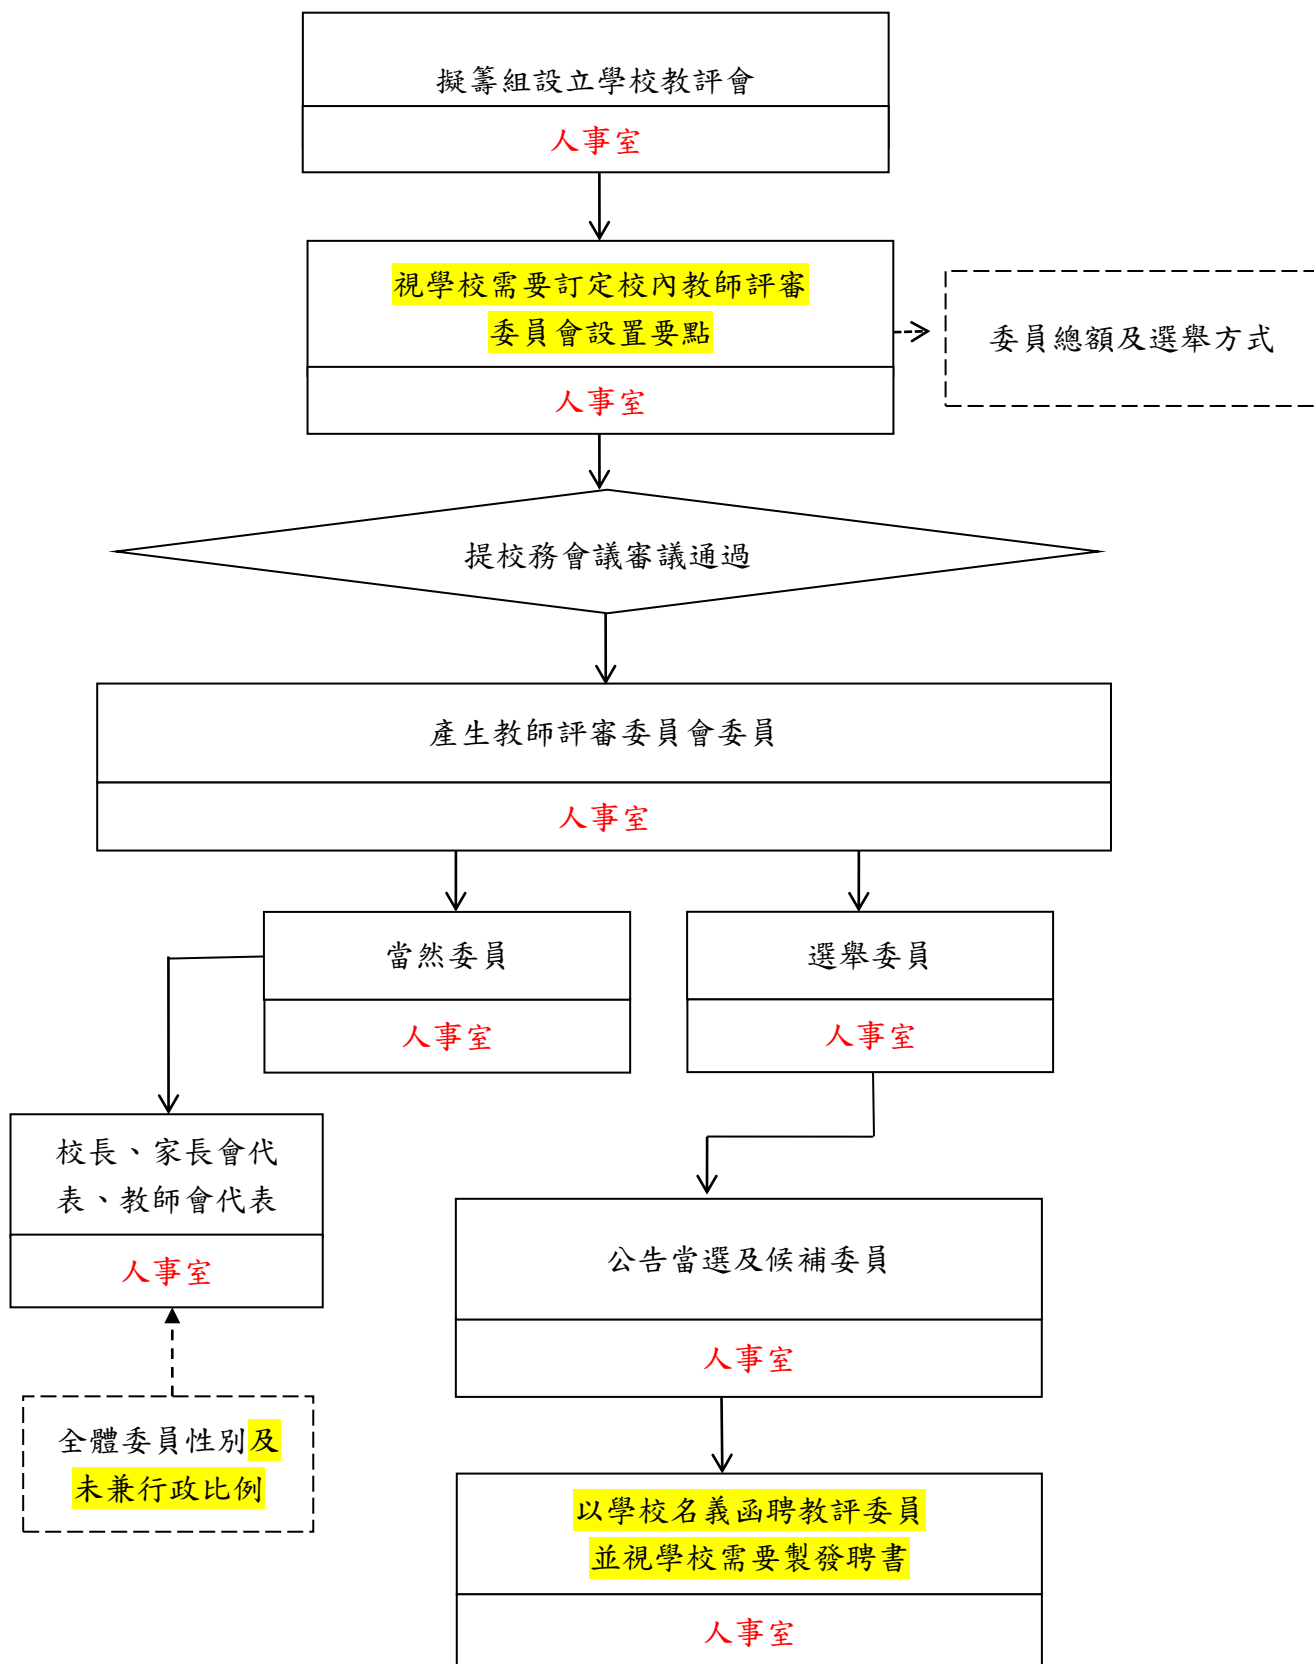 擬籌組設立學校教評會
人事室
視學校需要訂定校內教師評審
委員會設置要點
人事室
委員總額及選舉方式
提校務會議審議通過
產生教師評審委員會委員
人事室
當然委員
人事室
選舉委員
人事室
校長、家長會代
表、教師會代表
人事室
全體委員性別及
未兼行政比例
公告當選及候補委員
人事室
以學校名義函聘教評委員
並視學校需要製發聘書
人事室